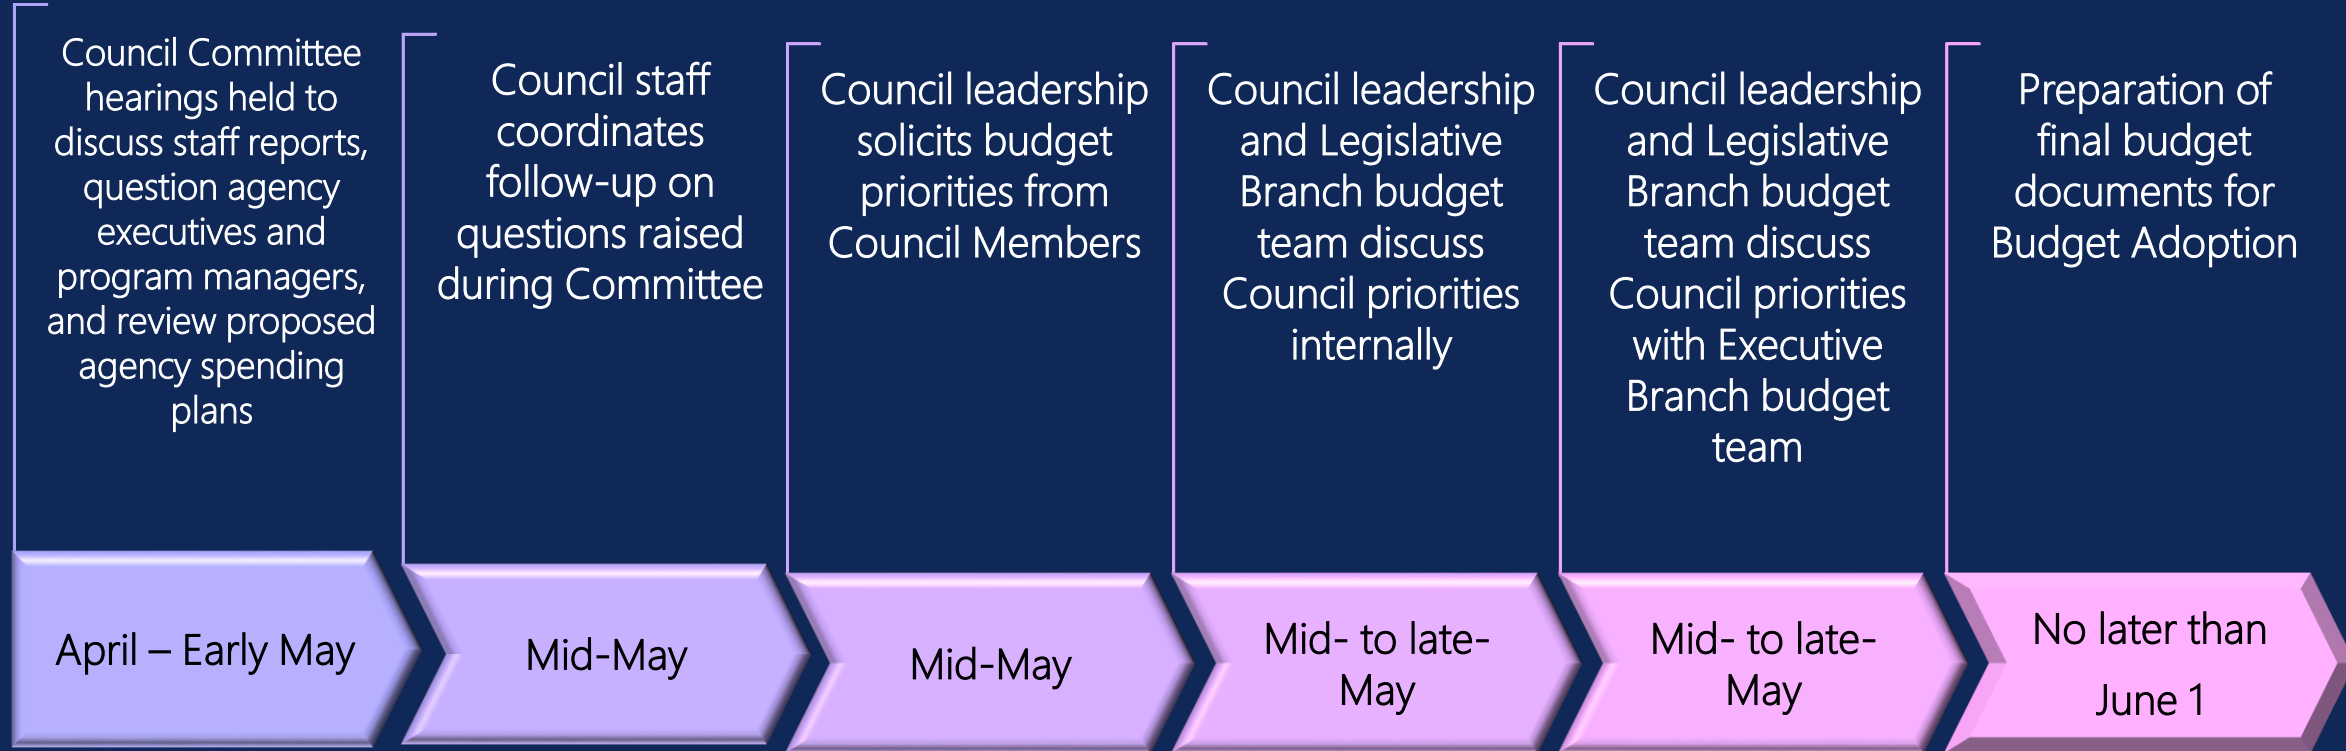 Council Committee
hearings held to
discuss staff reports,
question agency
executives and
program managers,
and review proposed
agency spending
plans
April – Early May
Council staff
coordinates
follow-up on
questions raised
during Committee
Mid-May
Council leadership
solicits budget
priorities from
Council Members
Mid-May
Council leadership
and Legislative
Branch budget
team discuss
Council priorities
internally
Mid- to late-
May
Council leadership
and Legislative
Branch budget
team discuss
Council priorities
with Executive
Branch budget
team
Mid- to late-
May
Preparation of
final budget
documents for
Budget Adoption
No later than
June 1